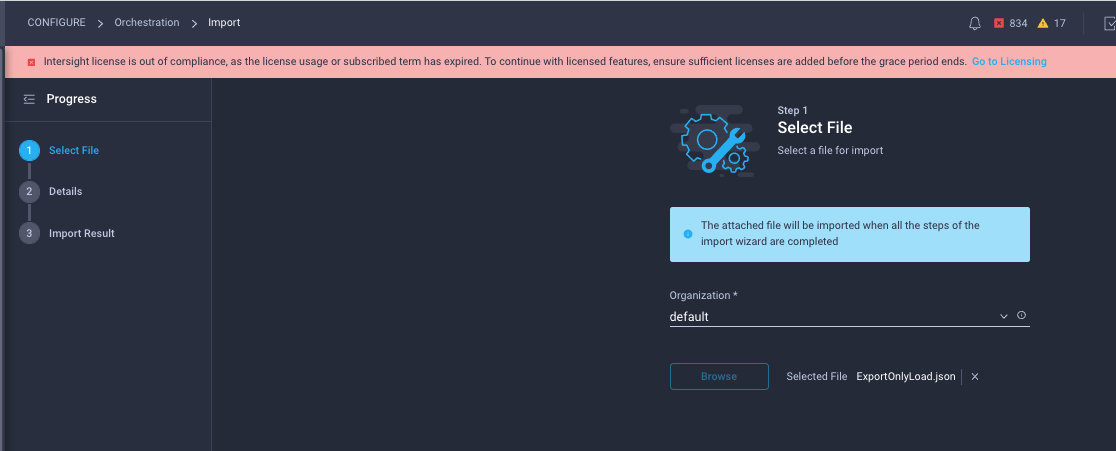 CONFIGURE > Orchestration > Import
834 17
Intersight license is out of compliance, as the license usage or subscribed term has expired. To continue with licensed features, ensure sufficient licenses are added before the grace period ends. Go to Licensing
Progress
1 Select File
2 Details
3 Import Result
Step 1
Select File
Select a file for import
The attached file will be imported when all the steps of the
import wizard are completed
Organization *
default
Browse Selected File ExportOnlyLoad.json